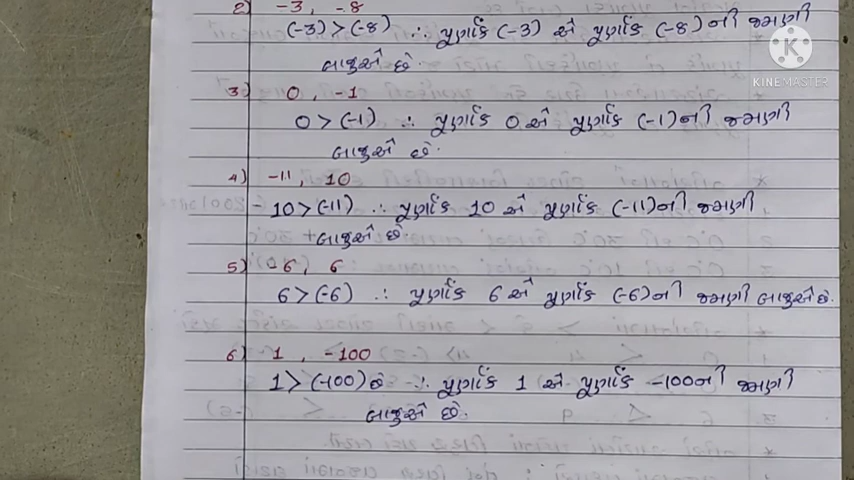 2) -3, -8
(-3) > (-8) ∴ પૂર્ણાંક (-3) એ પૂર્ણાંક (-8) ની જમણી
બાજુએ છે.
3) 0, -1
0 > (-1) ∴ પૂર્ણાંક 0 એ પૂર્ણાંક (-1) ની જમણી
બાજુએ છે.
4) -11, 10
10 > (-11) ∴ પૂર્ણાંક 10 એ પૂર્ણાંક (-11) ની જમણી
બાજુએ છે.
5) -6, 6
6 > (-6) ∴ પૂર્ણાંક 6 એ પૂર્ણાંક (-6) ની જમણી બાજુએ છે.
6) 1, -100
1 > (-100) છે ∴ પૂર્ણાંક 1 એ પૂર્ણાંક -100 ની જમણી
બાજુએ છે.
KINEMASTER